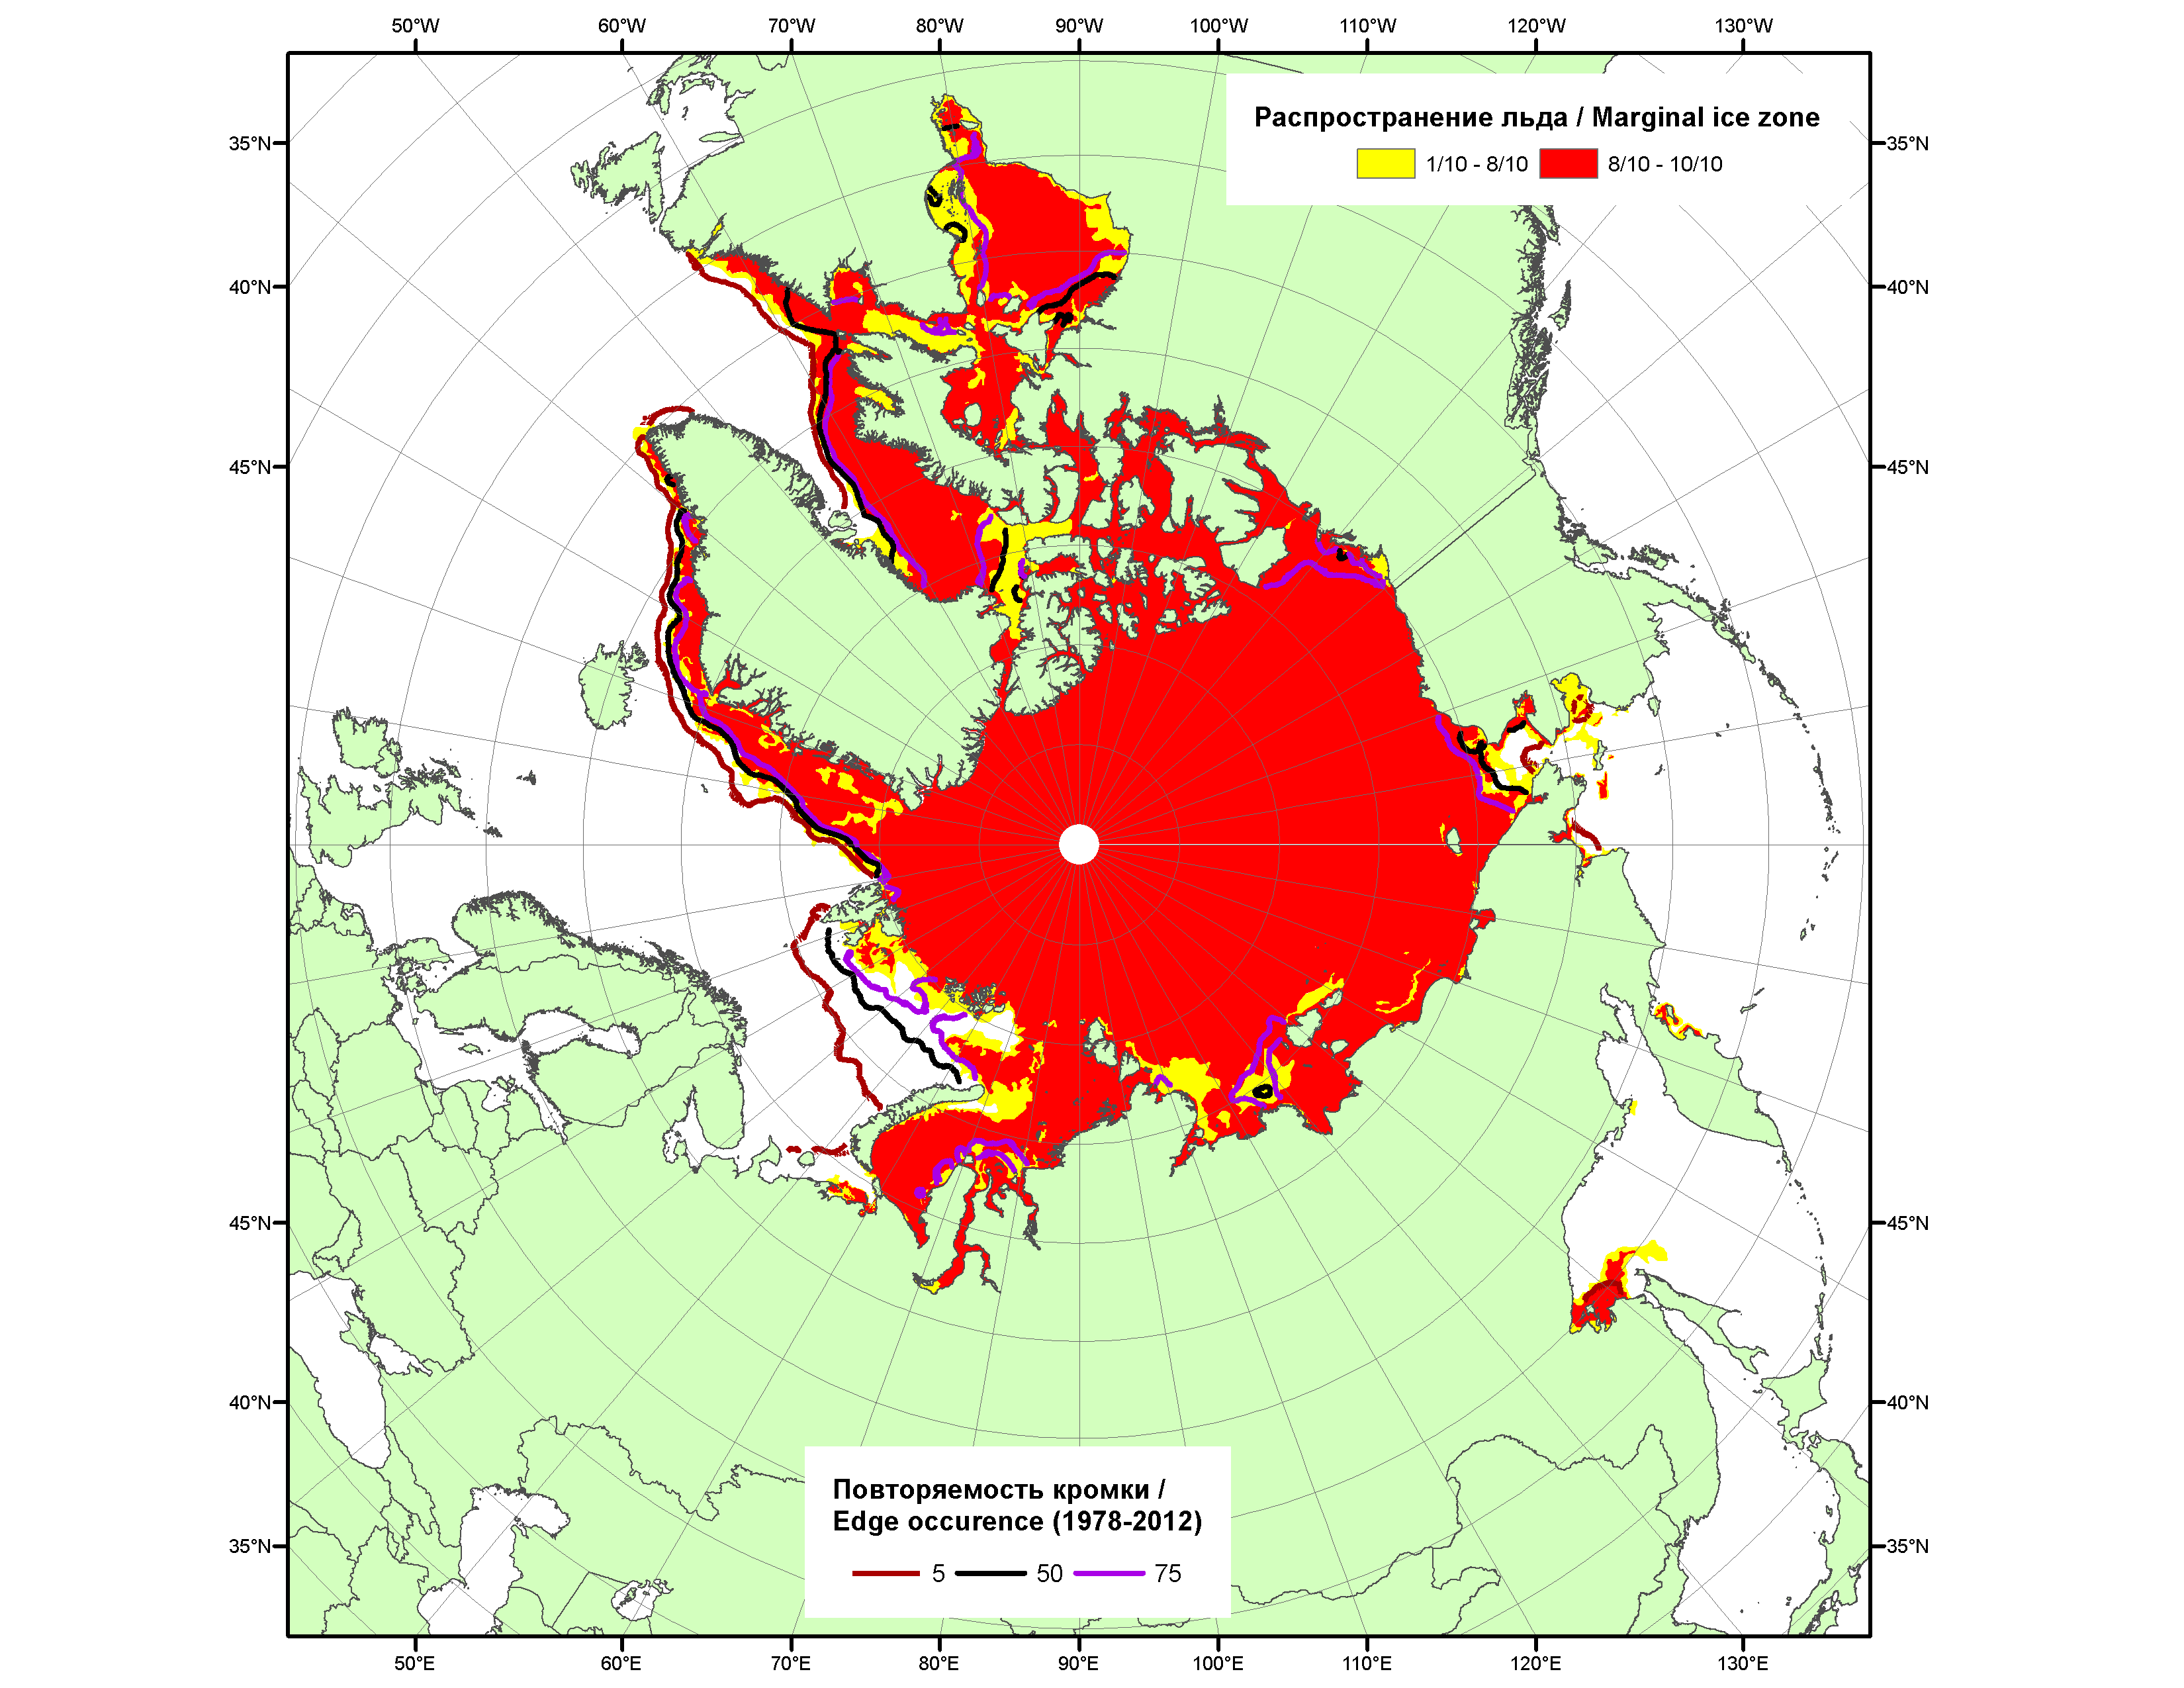 50°W 60°W 70°W 80°W 90°W 100°W 110°W 120°W 130°W
Распространение льда / Marginal ice zone
1/10 - 8/10 8/10 - 10/10
35°N 35°N
40°N 40°N
45°N 45°N
45°N 45°N
40°N 40°N
35°N 35°N
Повторяемость кромки /
Edge occurence (1978-2012)
5 50 75
50°E 60°E 70°E 80°E 90°E 100°E 110°E 120°E 130°E